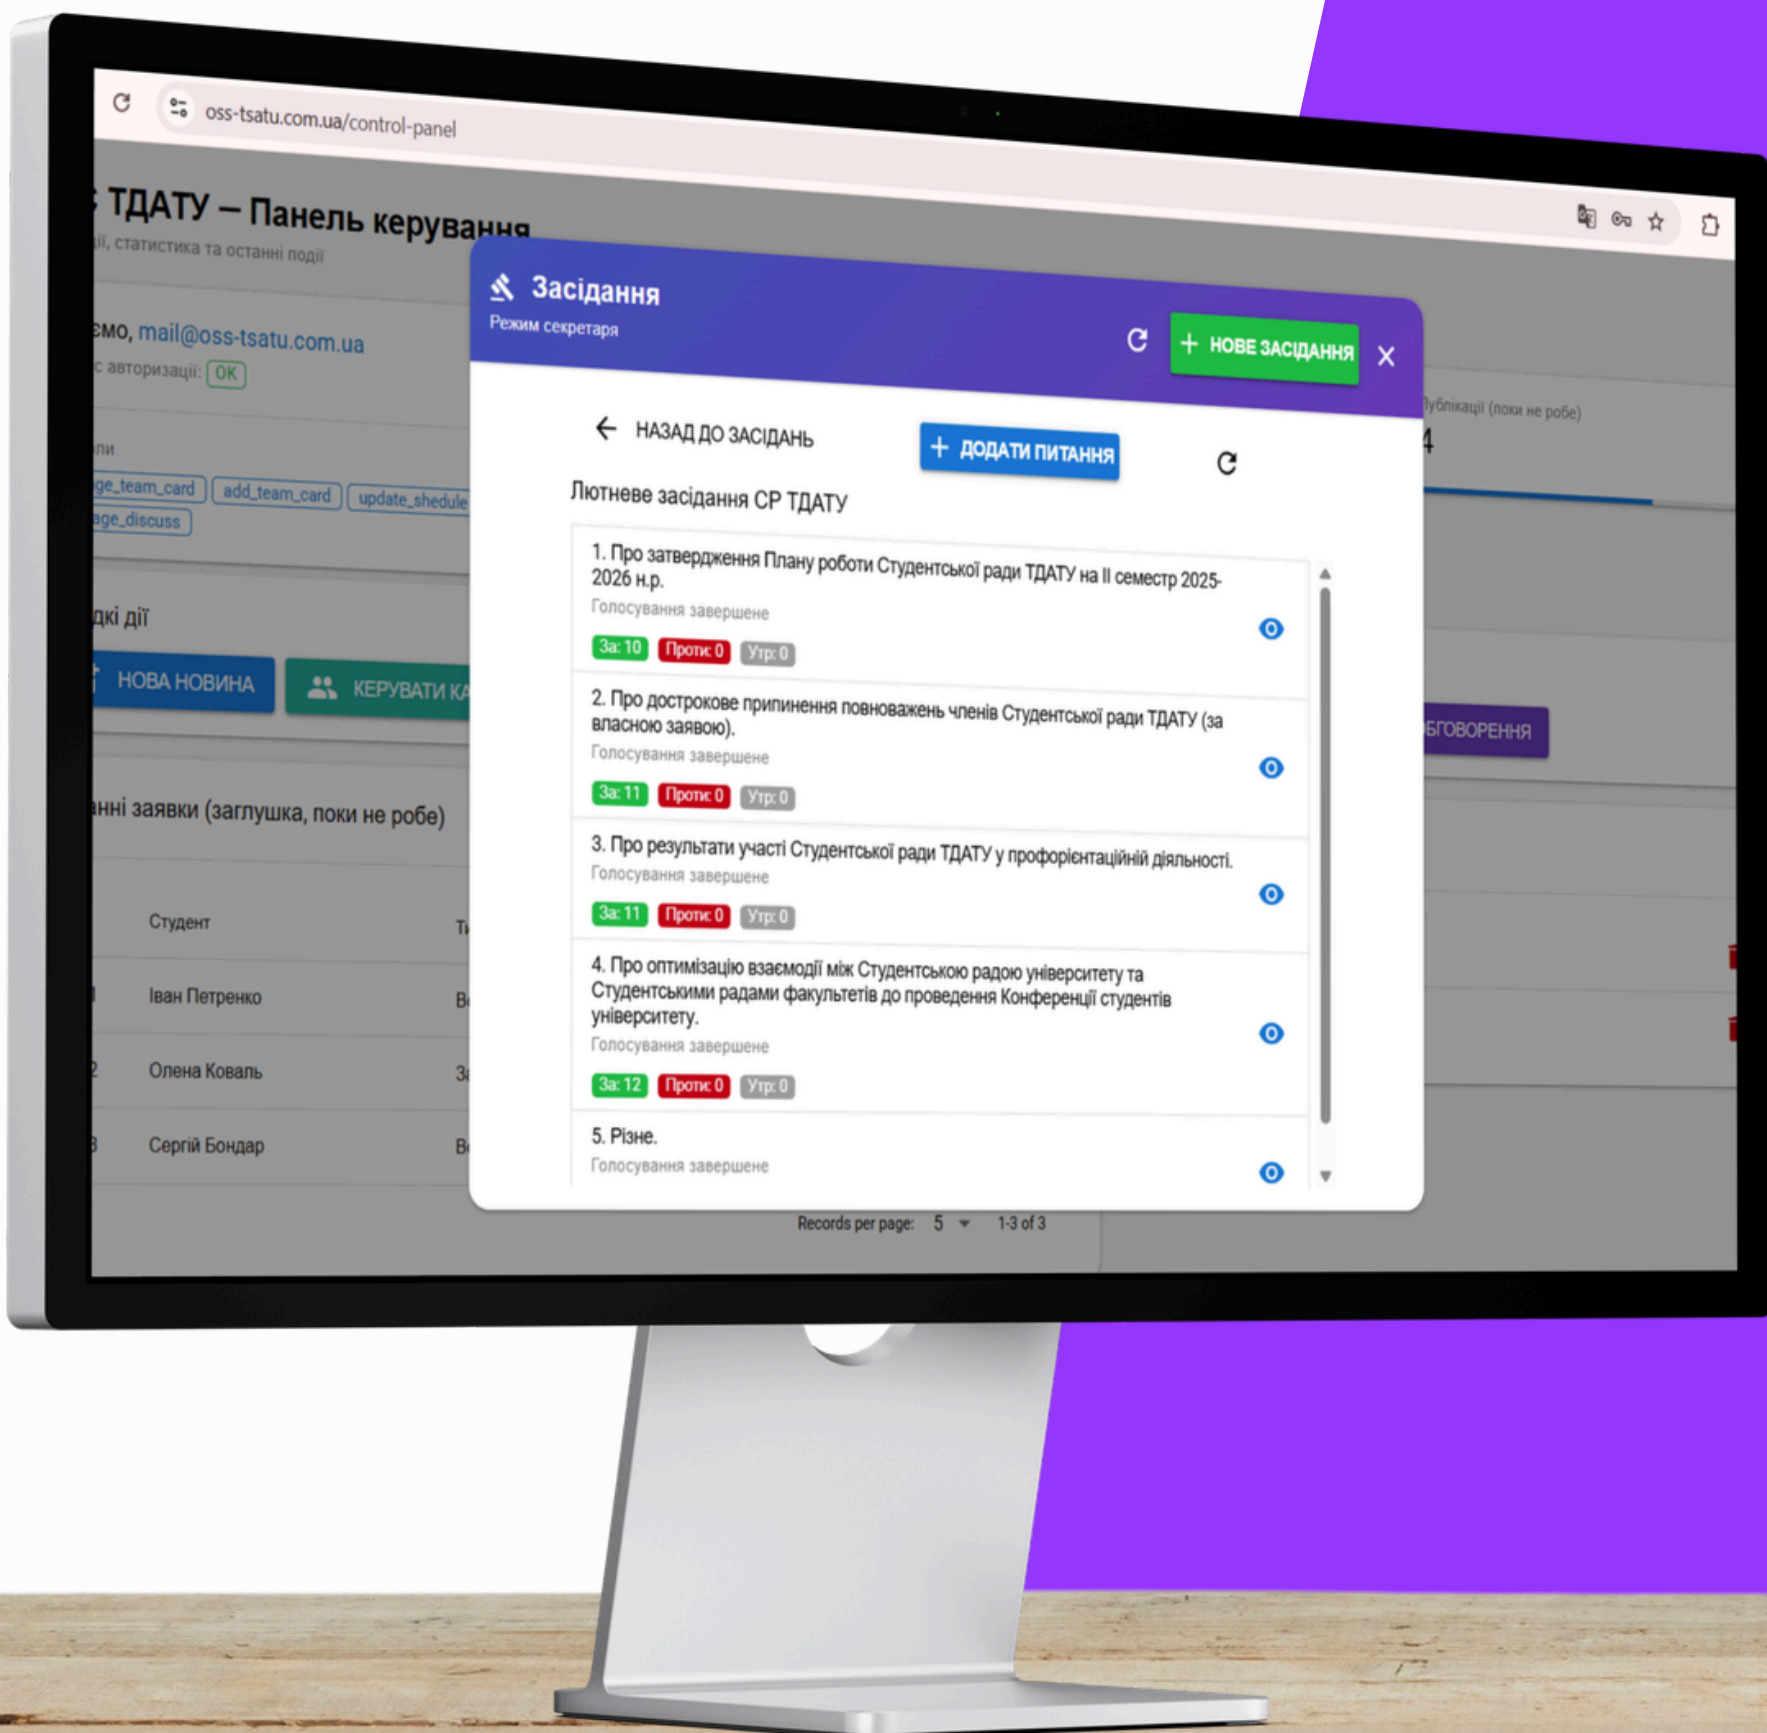 oss-tsatu.com.ua/control-panel
ТДАТУ — Панель керування
ії, статистика та останні події
ємо, mail@oss-tsatu.com.ua
с авторизації: OK
ge_team_card add_team_card update_shedule
age_discuss
дкі дії
НОВА НОВИНА КЕРУВАТИ КА
анні заявки (заглушка, поки не робе)
Студент Ти
1 Іван Петренко В
2 Олена Коваль За
3 Сергій Бондар В
Records per page: 5 1-3 of 3
Засідання
Режим секретаря
+ НОВЕ ЗАСІДАННЯ
НАЗАД ДО ЗАСІДАНЬ
+ ДОДАТИ ПИТАННЯ
Лютневе засідання СР ТДАТУ
1. Про затвердження Плану роботи Студентської ради ТДАТУ на ІІ семестр 2025-
2026 н.р.
Голосування завершене
За: 10 Проти: 0 Утр: 0
2. Про дострокове припинення повноважень членів Студентської ради ТДАТУ (за
власною заявою).
Голосування завершене
За: 11 Проти: 0 Утр: 0
3. Про результати участі Студентської ради ТДАТУ у профорієнтаційній діяльності.
Голосування завершене
За: 11 Проти: 0 Утр: 0
4. Про оптимізацію взаємодії між Студентською радою університету та
Студентськими радами факультетів до проведення Конференції студентів
університету.
Голосування завершене
За: 12 Проти: 0 Утр: 0
5. Різне.
Голосування завершене
Публікації (поки не робе)
4
БГОВОРЕННЯ